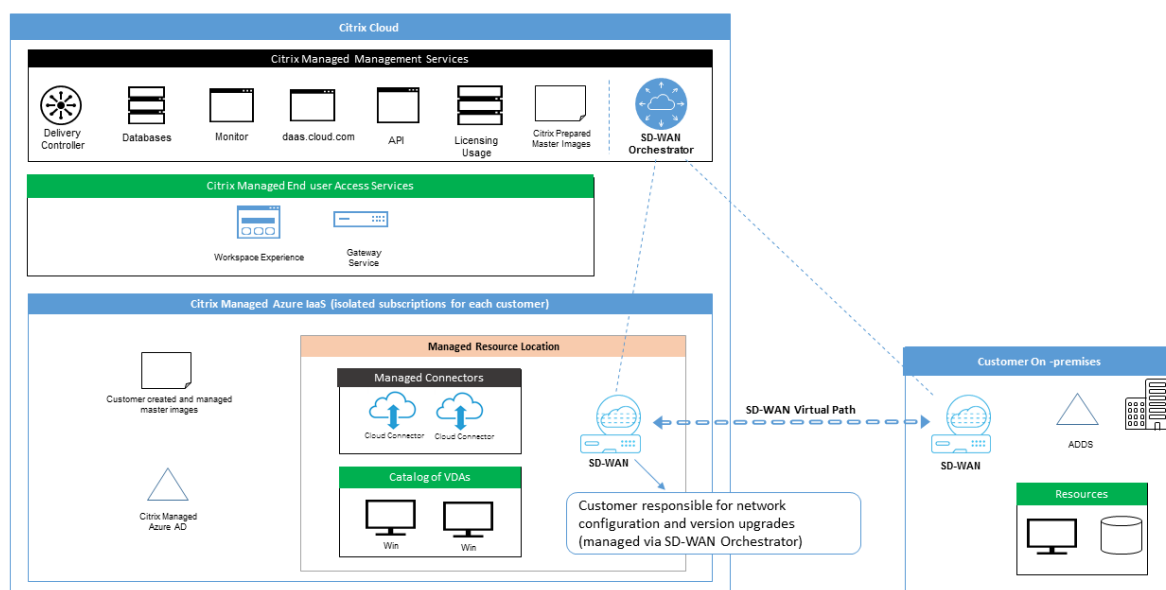 Citrix Cloud
Citrix Managed Management Services
Delivery
Controller
Databases
Monitor
daas.cloud.com
API
Licensing
Usage
Citrix Prepared
Master Images
SD-WAN
Orchestrator
Citrix Managed End user Access Services
Workspace Experience
Gateway
Service
Citrix Managed Azure IaaS (isolated subscriptions for each customer)
Customer created and managed
master images
Citrix Managed
Azure AD
Managed Resource Location
Managed Connectors
Cloud Connector
Cloud Connector
Catalog of VDAs
Win
Win
SD-WAN
Customer responsible for network
configuration and version upgrades
(managed via SD-WAN Orchestrator)
SD-WAN Virtual Path
Customer On -premises
SD-WAN
ADDS
Resources